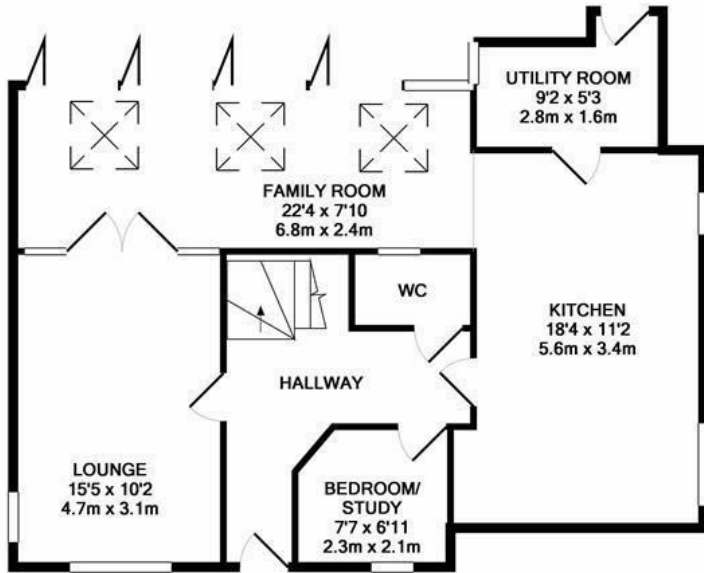 UTILITY ROOM
9'2 x 5'3
2.8m x 1.6m
FAMILY ROOM
22'4 x 7'10
6.8m x 2.4m
WC
KITCHEN
18'4 x 11'2
5.6m x 3.4m
HALLWAY
LOUNGE
15'5 x 10'2
4.7m x 3.1m
BEDROOM/
STUDY
7'7 x 6'11
2.3m x 2.1m